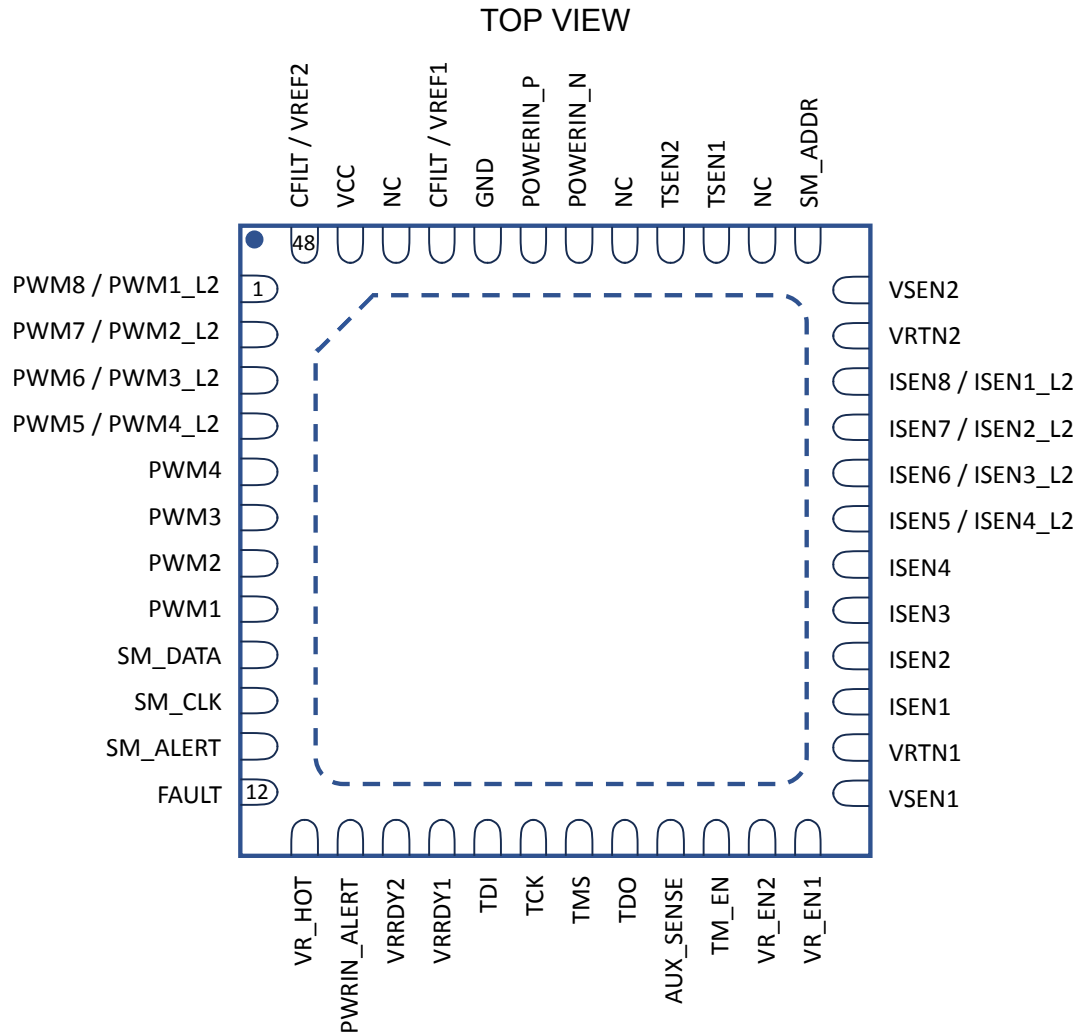 TOP VIEW
CFILT / VREF2
VCC
NC
CFILT / VREF1
GND
POWERIN_P
POWERIN_N
NC
TSEN2
TSEN1
NC
SM_ADDR
48
PWM8 / PWM1_L2
1
PWM7 / PWM2_L2
PWM6 / PWM3_L2
PWM5 / PWM4_L2
PWM4
PWM3
PWM2
PWM1
SM_DATA
SM_CLK
SM_ALERT
FAULT
12
VSEN2
VRTN2
ISEN8 / ISEN1_L2
ISEN7 / ISEN2_L2
ISEN6 / ISEN3_L2
ISEN5 / ISEN4_L2
ISEN4
ISEN3
ISEN2
ISEN1
VRTN1
VSEN1
VR_HOT
PWRIN_ALERT
VRRDY2
VRRDY1
TDI
TCK
TMS
TDO
AUX_SENSE
TM_EN
VR_EN2
VR_EN1